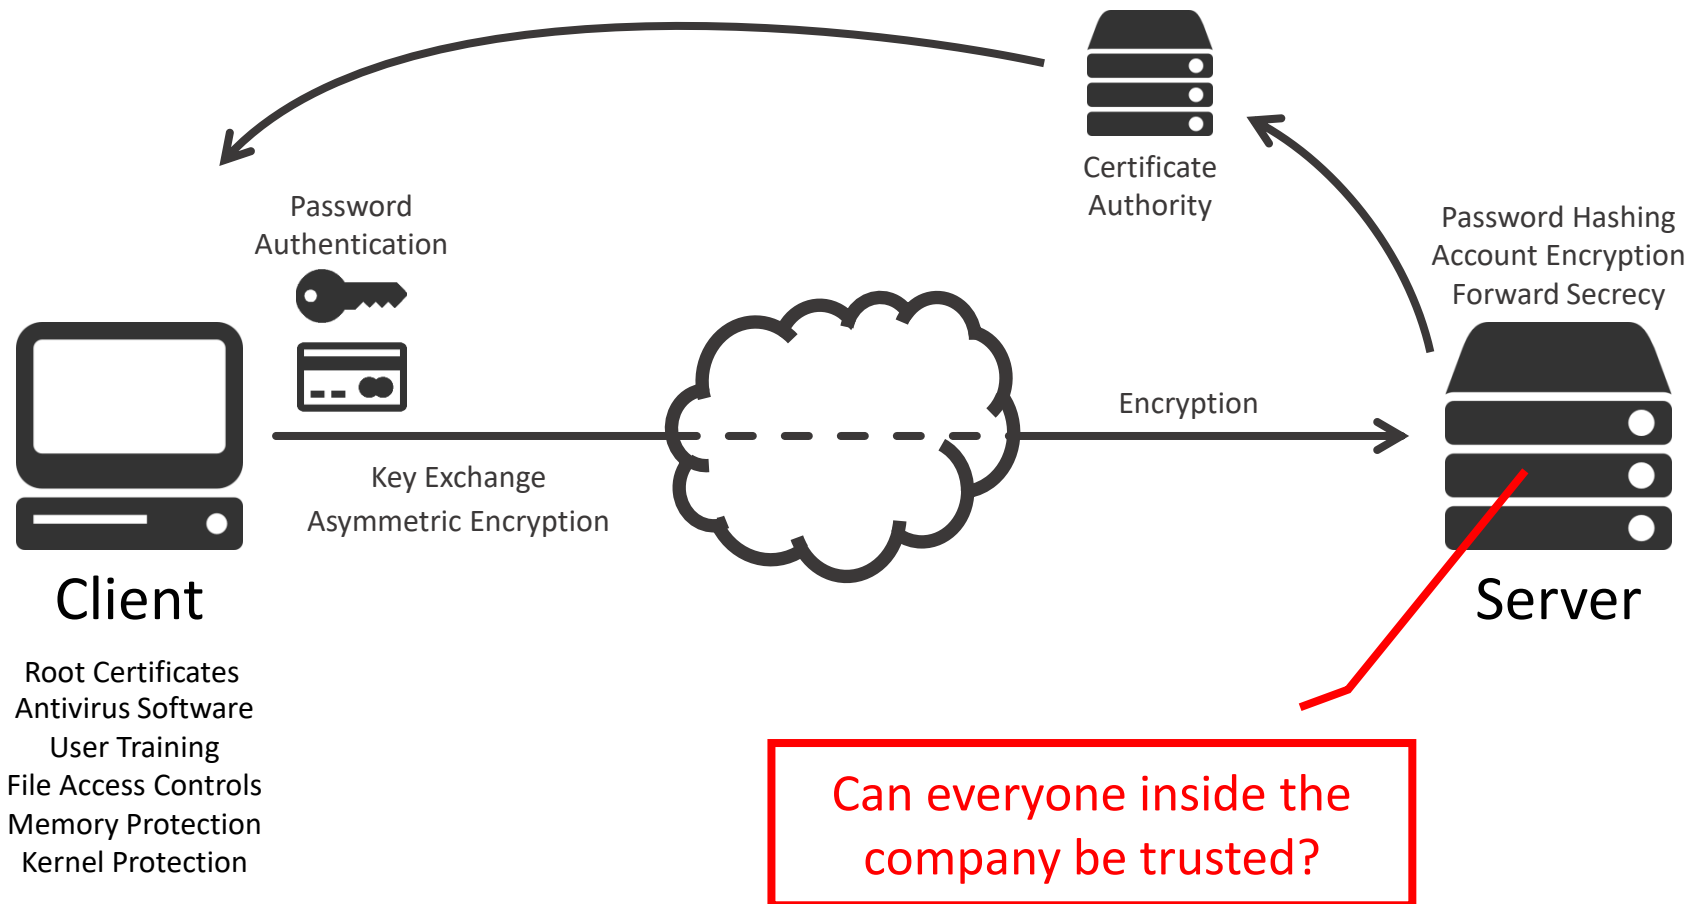 Certificate
Authority
Password
Authentication
Password Hashing
Account Encryption
Forward Secrecy
Encryption
Key Exchange
Asymmetric Encryption
Client
Server
Root Certificates
Antivirus Software
User Training
File Access Controls
Memory Protection
Kernel Protection
Can everyone inside the
company be trusted?